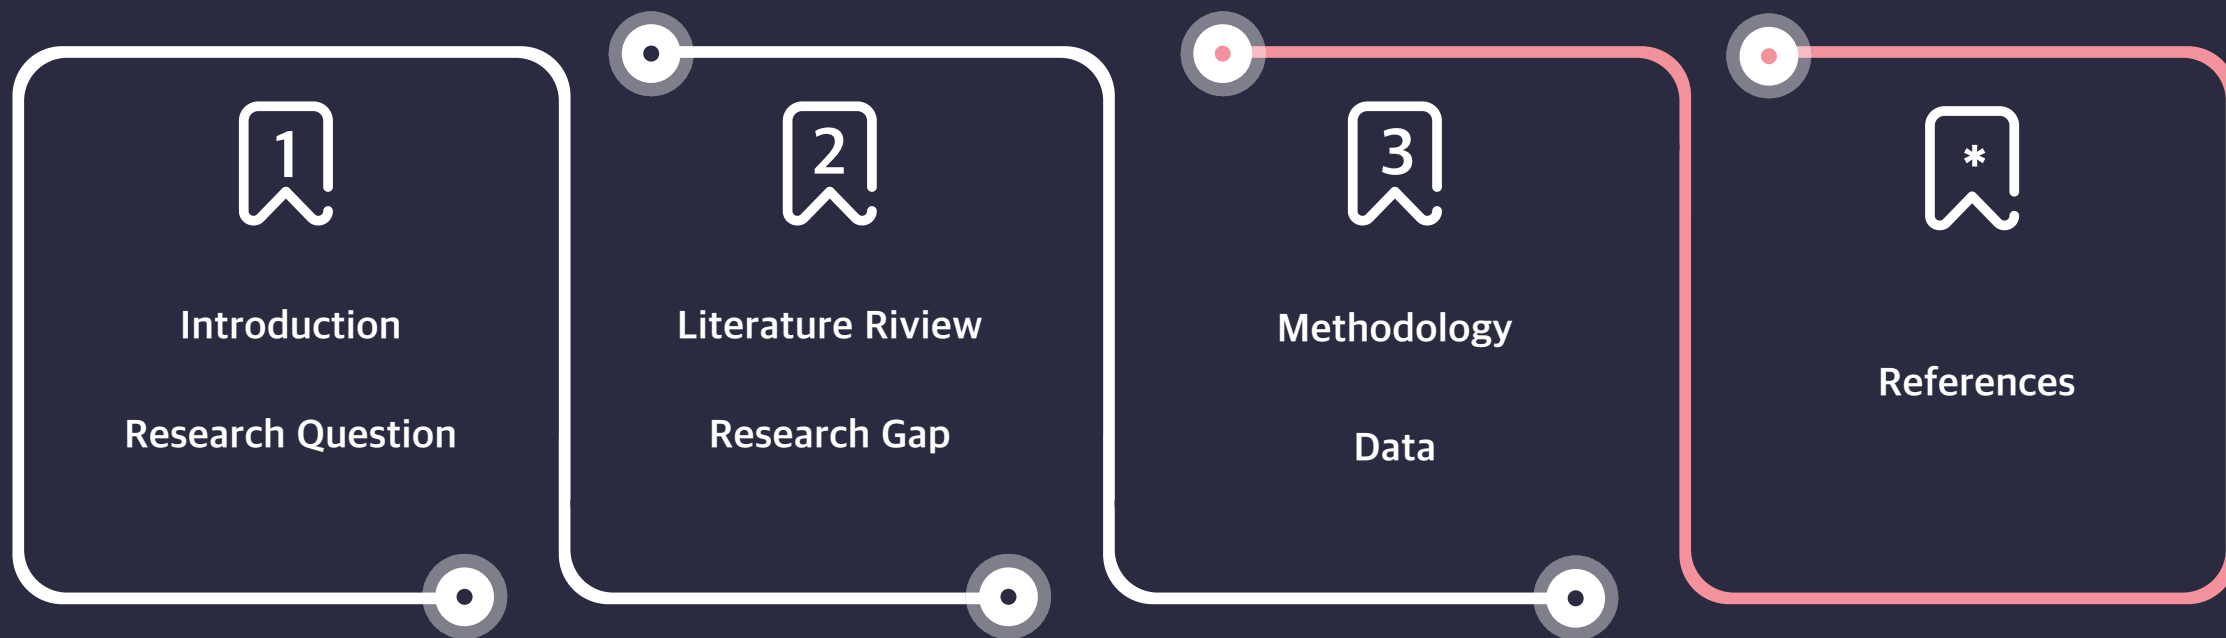 1
Introduction
Research Question
2
Literature Riview
Research Gap
3
Methodology
Data
*
References